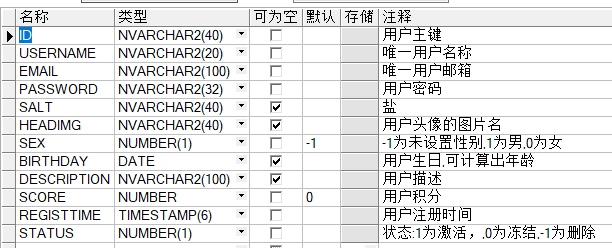 名称 类型 可为空 默认 存储 注释
ID NVARCHAR2(40) 用户主键
USERNAME NVARCHAR2(20) 唯一用户名称
EMAIL NVARCHAR2(100) 唯一用户邮箱
PASSWORD NVARCHAR2(32) 用户密码
SALT NVARCHAR2(40) 盐
HEADIMG NVARCHAR2(40) 用户头像的图片名
SEX NUMBER(1) -1 -1为未设置性别,1为男,0为女
BIRTHDAY DATE 用户生日,可计算出年龄
DESCRIPTION NVARCHAR2(100) 用户描述
SCORE NUMBER 0 用户积分
REGISTTIME TIMESTAMP(6) 用户注册时间
STATUS NUMBER(1) 状态:1为激活，,0为冻结,-1为删除